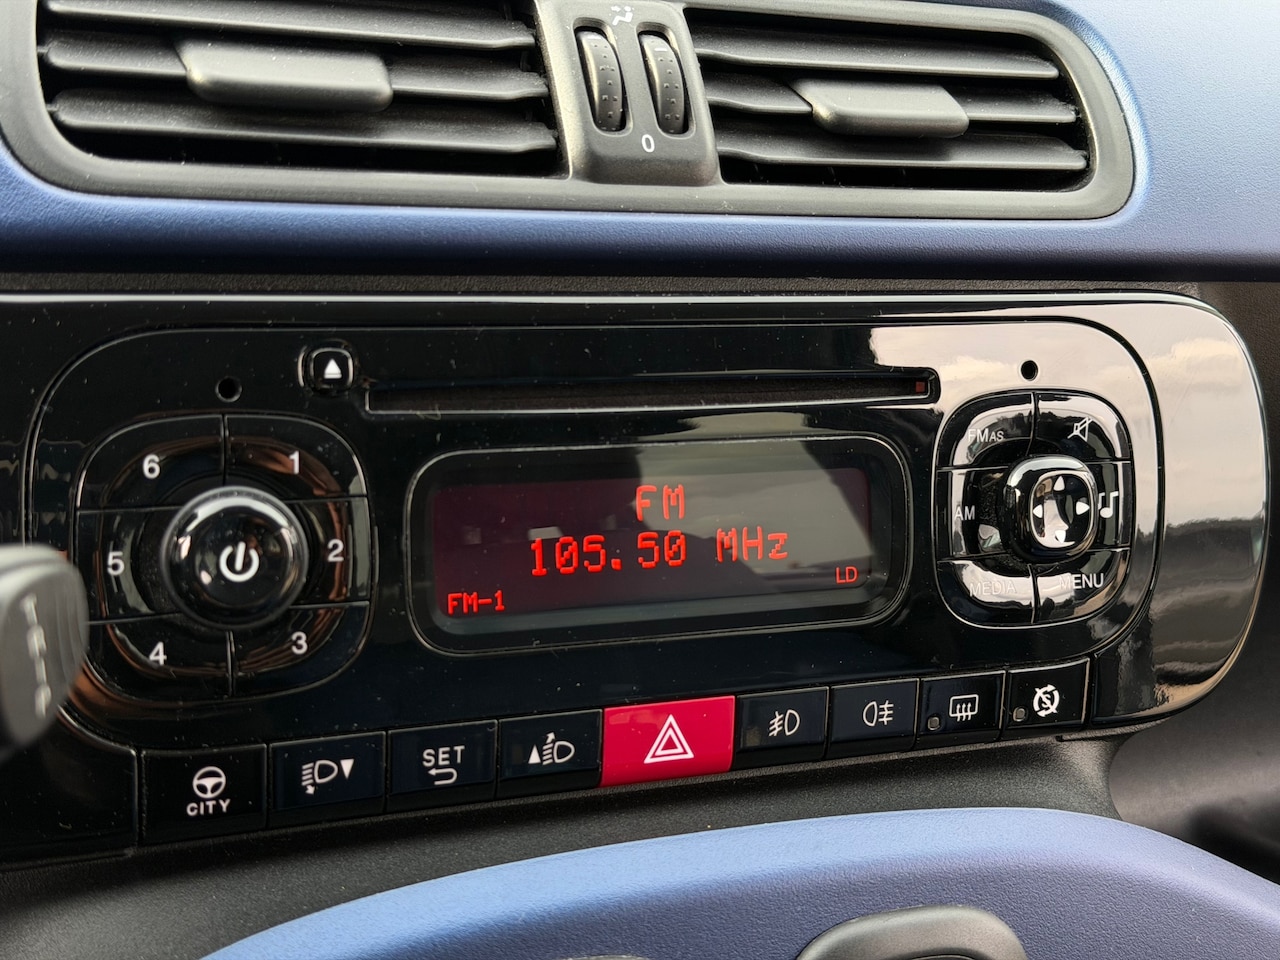 0
6
1
5
2
4
3
FM
105.50 MHz
FM-1
LD
FMAS
AM
MEDIA
MENU
CITY
SET